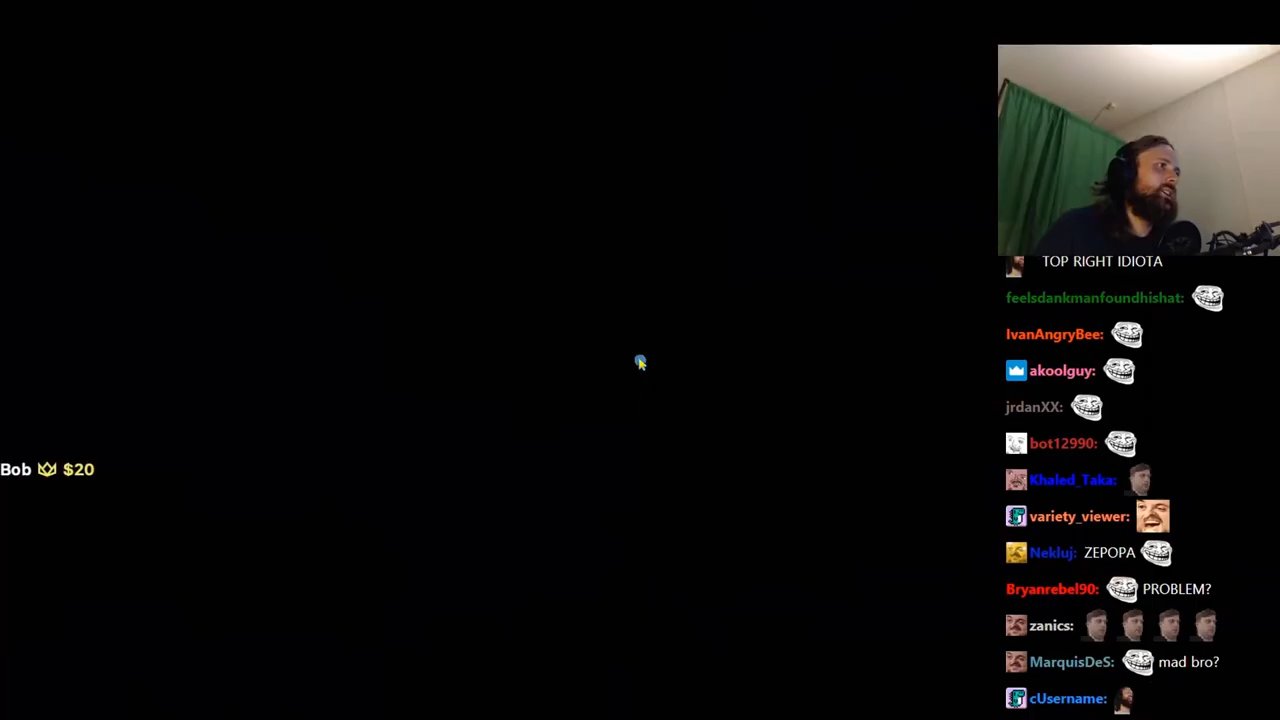 TOP RIGHT IDIOTA
feelsdankmanfoundhishat:
IvanAngryBee:
akoolguy:
jrdanXX:
bot12990:
Bob $20
Khaled_Taka:
variety_viewer:
Nekluj: ZEPOPA
Bryanrebel90: PROBLEM?
zanics:
MarquisDeS: mad bro?
cUsername: